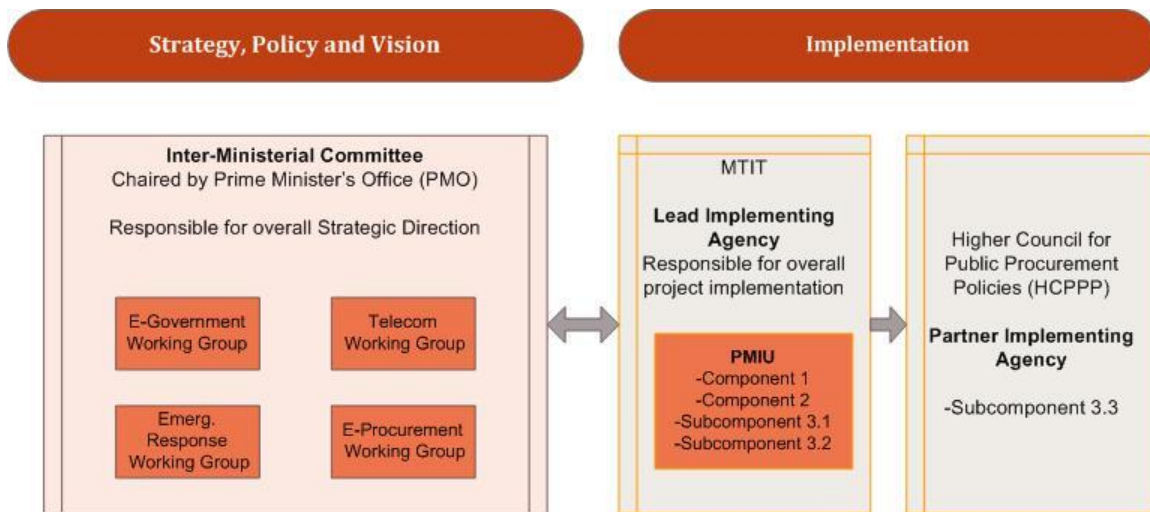 Strategy, Policy and Vision
Implementation
Inter-Ministerial Committee
Chaired by Prime Minister's Office (PMO)
Responsible for overall Strategic Direction
E-Government
Working Group
Telecom
Working Group
Emerg.
Response
Working Group
E-Procurement
Working Group
MTIT
Lead Implementing
Agency
Responsible for overall
project implementation
PMIU
-Component 1
-Component 2
-Subcomponent 3.1
-Subcomponent 3.2
Higher Council for
Public Procurement
Policies (HCPPP)
Partner Implementing
Agency
-Subcomponent 3.3